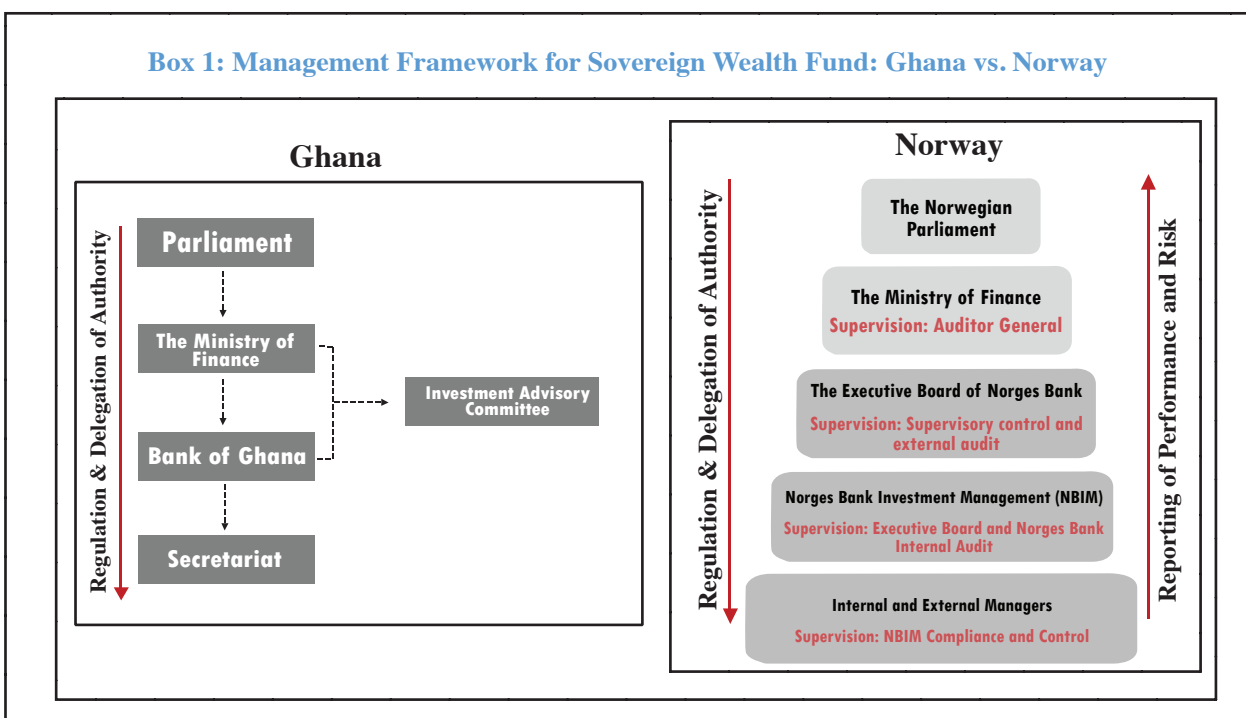 Box 1: Management Framework for Sovereign Wealth Fund: Ghana vs. Norway
Ghana
Regulation & Delegation of Authority
Parliament
The Ministry of
Finance
Investment Advisory
Committee
Bank of Ghana
Secretariat
Norway
Regulation & Delegation of Authority
The Norwegian
Parliament
The Ministry of Finance
Supervision: Auditor General
The Executive Board of Norges Bank
Supervision: Supervisory control and
external audit
Norges Bank Investment Management (NBIM)
Supervision: Executive Board and Norges Bank
Internal Audit
Internal and External Managers
Supervision: NBIM Compliance and Control
Reporting of Performance and Risk